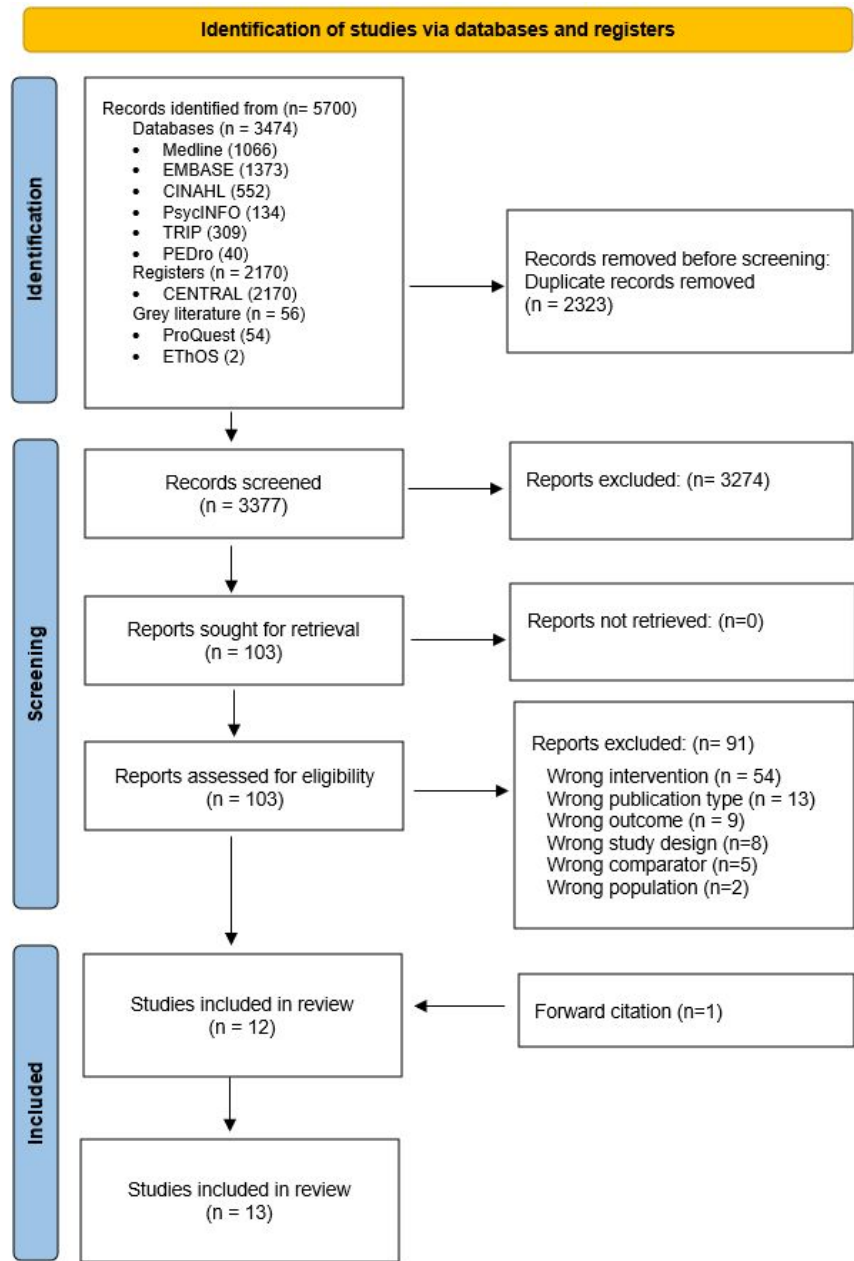 Identification of studies via databases and registers
Identification
Records identified from (n= 5700)
Databases (n = 3474)
• Medline (1066)
• EMBASE (1373)
• CINAHL (552)
• PsycINFO (134)
• TRIP (309)
• PEDro (40)
Registers (n = 2170)
• CENTRAL (2170)
Grey literature (n = 56)
• ProQuest (54)
• EThOS (2)
Records removed before screening:
Duplicate records removed
(n = 2323)
Screening
Records screened
(n = 3377)
Reports excluded: (n= 3274)
Reports sought for retrieval
(n = 103)
Reports not retrieved: (n=0)
Reports assessed for eligibility
(n = 103)
Reports excluded: (n= 91)
Wrong intervention (n = 54)
Wrong publication type (n = 13)
Wrong outcome (n = 9)
Wrong study design (n=8)
Wrong comparator (n=5)
Wrong population (n=2)
Included
Studies included in review
(n = 12)
Forward citation (n=1)
Studies included in review
(n = 13)